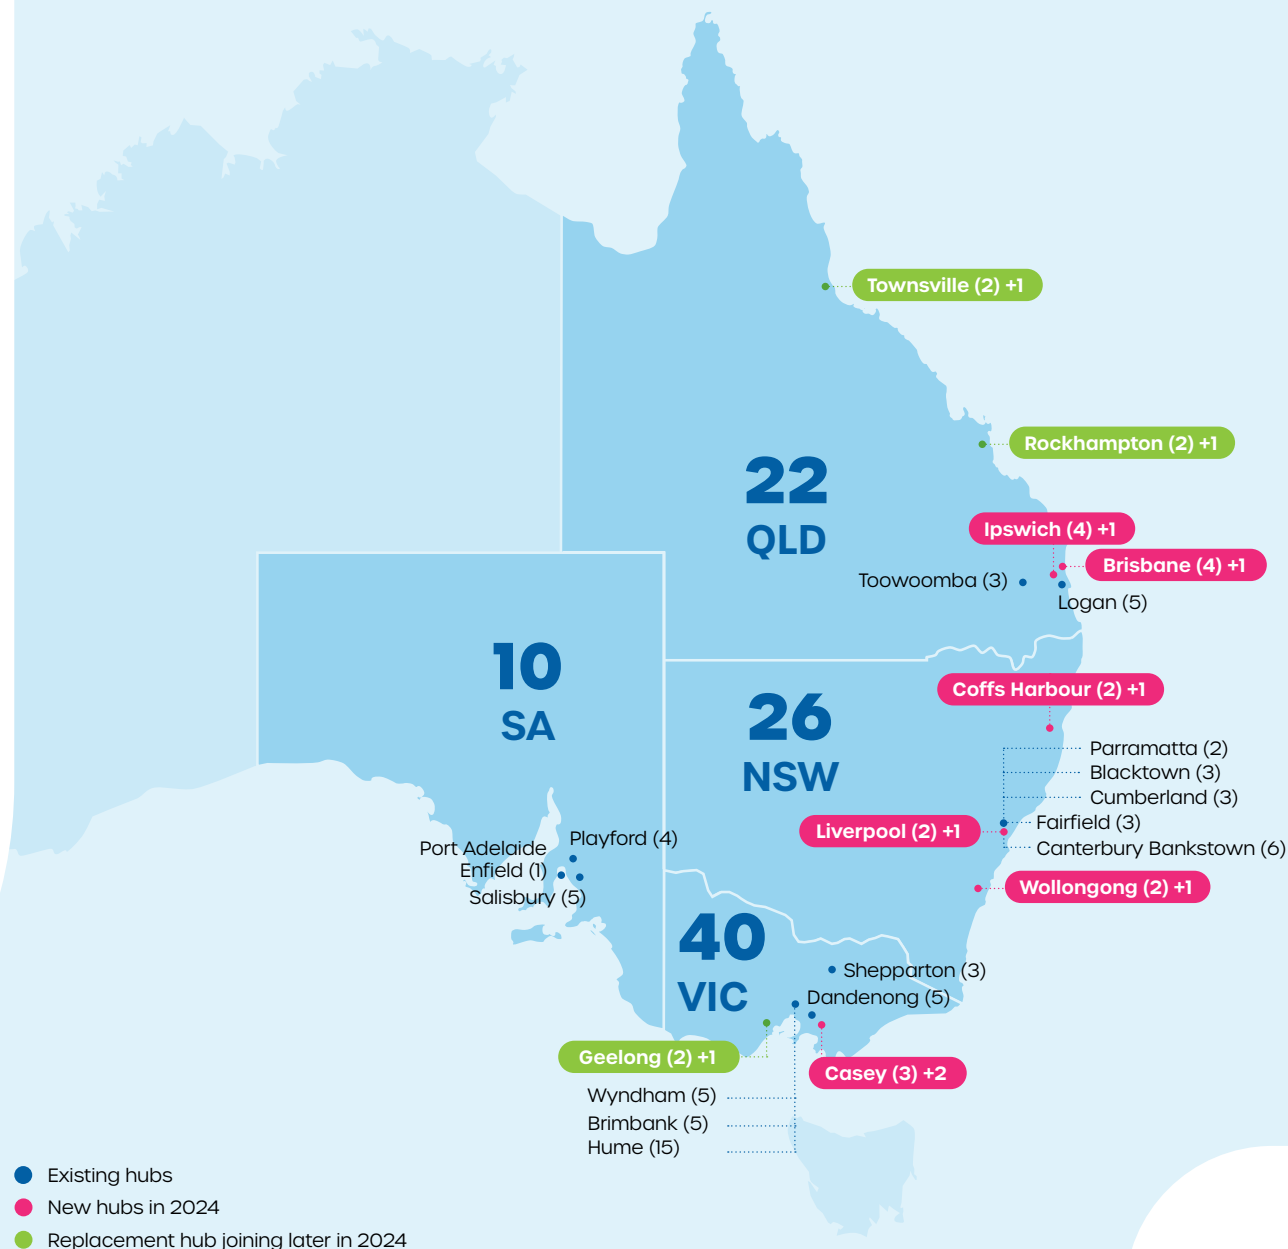 Townsville (2) +1
Rockhampton (2) +1
22
QLD
Ipswich (4) +1
Brisbane (4) +1
Toowoomba (3)
Logan (5)
10
SA
26
NSW
Coffs Harbour (2) +1
Parramatta (2)
Blacktown (3)
Cumberland (3)
Fairfield (3)
Liverpool (2) +1
Canterbury Bankstown (6)
Wollongong (2) +1
Playford (4)
Port Adelaide
Enfield (1)
Salisbury (5)
40
VIC
Shepparton (3)
Dandenong (5)
Geelong (2) +1
Casey (3) +2
Wyndham (5)
Brimbank (5)
Hume (15)
Existing hubs
New hubs in 2024
Replacement hub joining later in 2024